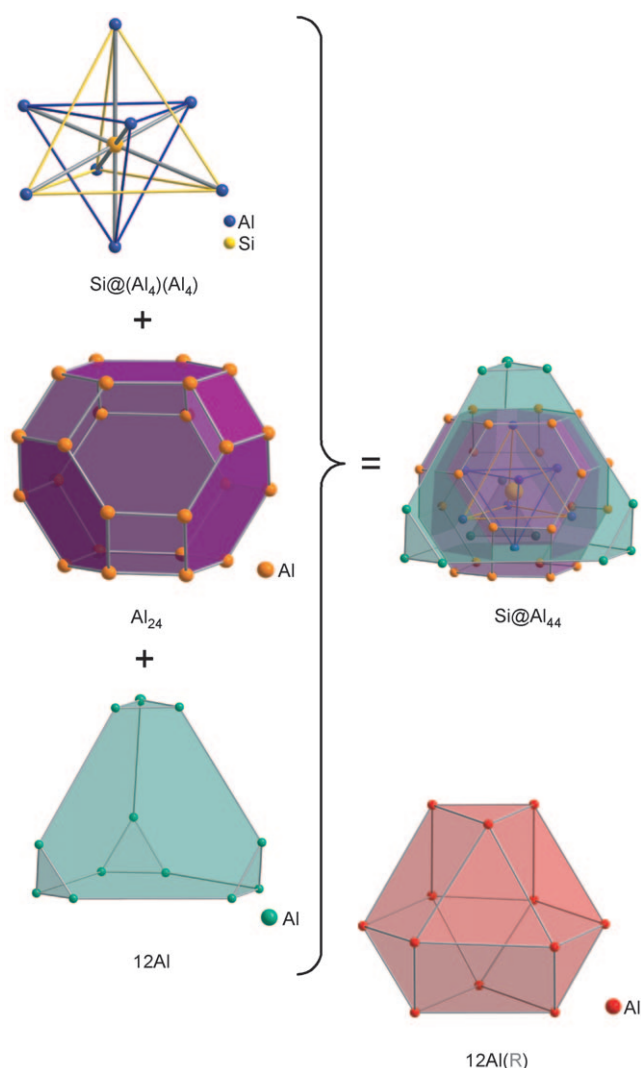 Al
Si
Si@(Al₄)(Al₄)
+
Al
Al₂₄
+
Al
12Al
=
Si@Al₄₄
Al
12Al(R)